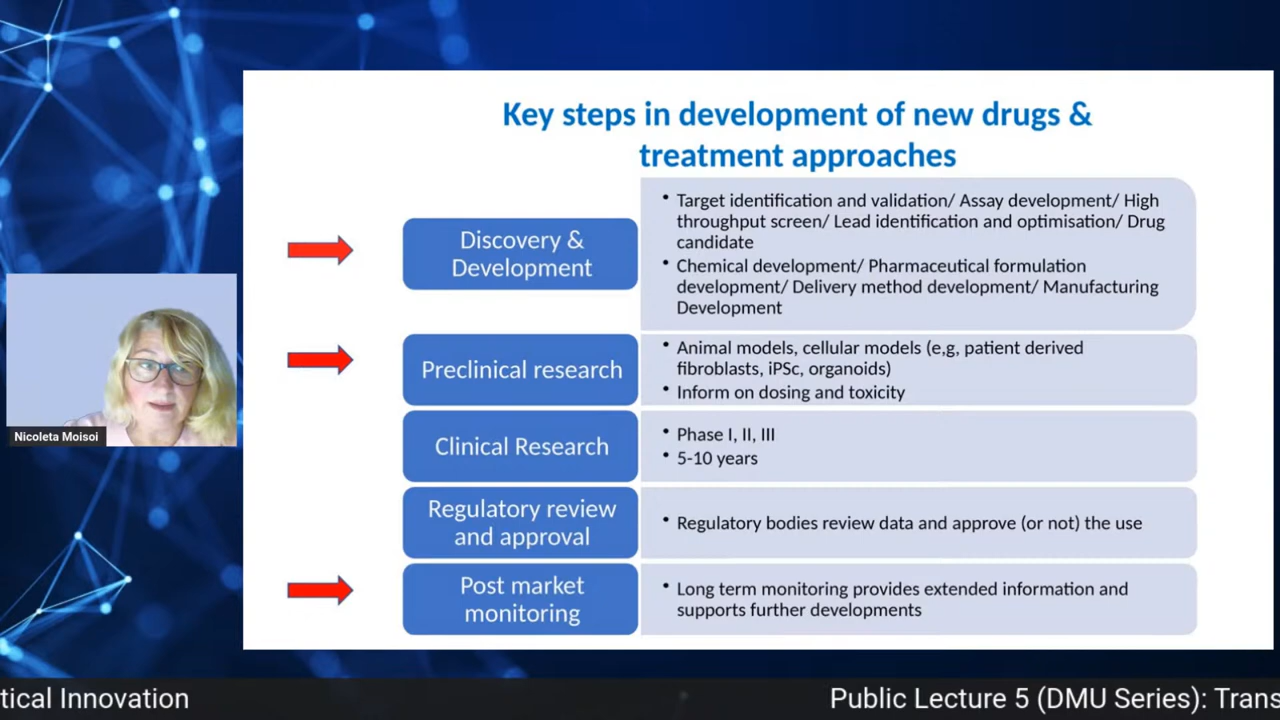 Key steps in development of new drugs &
treatment approaches
Discovery &
Development
• Target identification and validation/ Assay development/ High
throughput screen/ Lead identification and optimisation/ Drug
candidate
• Chemical development/ Pharmaceutical formulation
development/ Delivery method development/ Manufacturing
Development
Preclinical research
• Animal models, cellular models (e,g, patient derived
fibroblasts, iPSc, organoids)
• Inform on dosing and toxicity
Clinical Research
• Phase I, II, III
• 5-10 years
Regulatory review
and approval
• Regulatory bodies review data and approve (or not) the use
Post market
monitoring
• Long term monitoring provides extended information and
supports further developments
Nicoleta Moisoi
tical Innovation
Public Lecture 5 (DMU Series): Trans